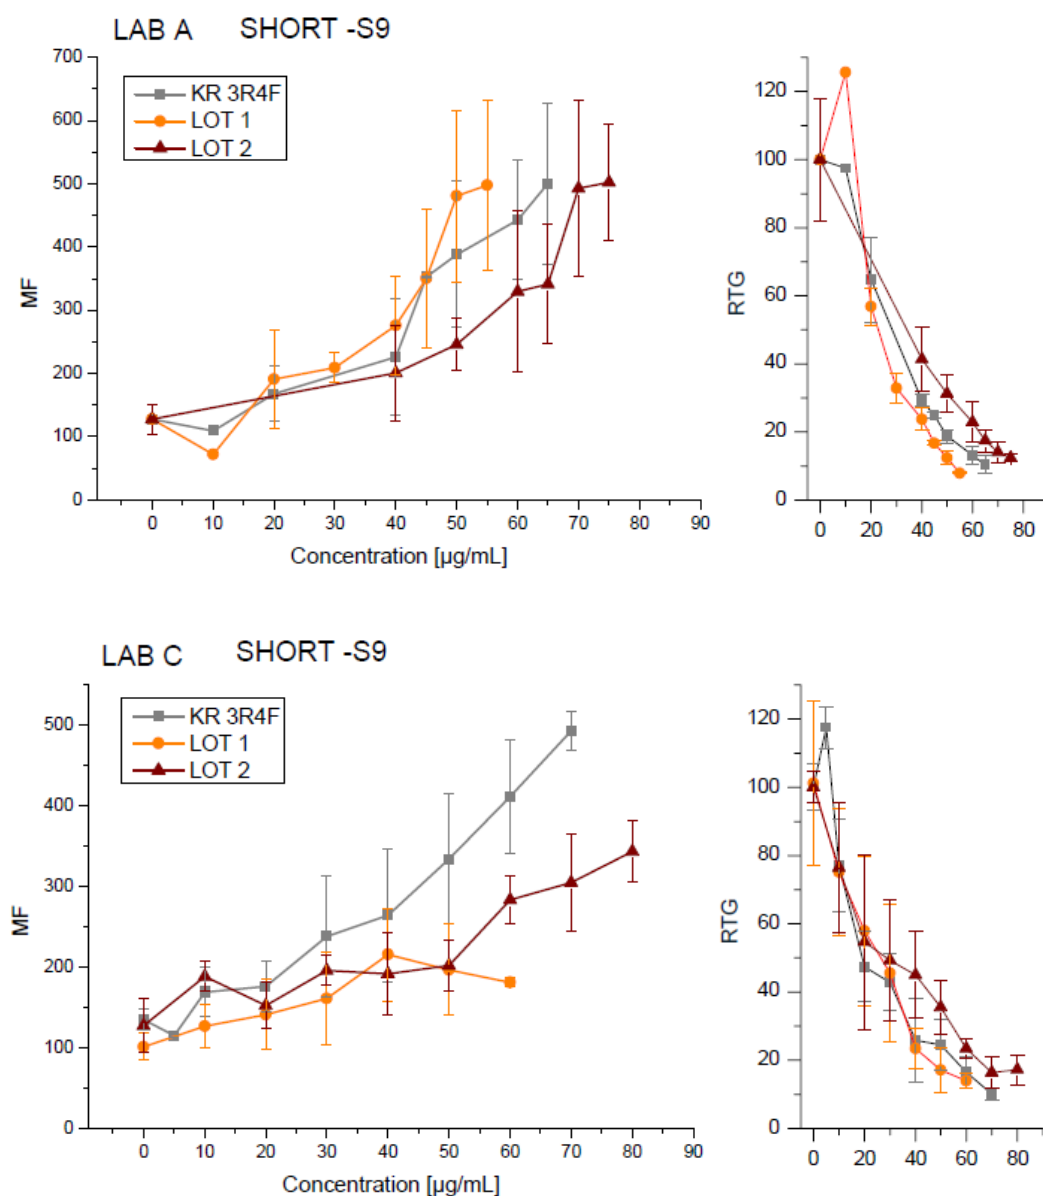 LAB A SHORT -S9
700
600
500
400
300
200
100
0
MF
KR 3R4F
LOT 1
LOT 2
0 10 20 30 40 50 60 70 80 90
Concentration [µg/mL]
120
100
80
60
40
20
0
RTG
0 20 40 60 80
LAB C SHORT -S9
500
400
300
200
100
0
MF
KR 3R4F
LOT 1
LOT 2
0 10 20 30 40 50 60 70 80 90
Concentration [µg/mL]
120
100
80
60
40
20
0
RTG
0 20 40 60 80